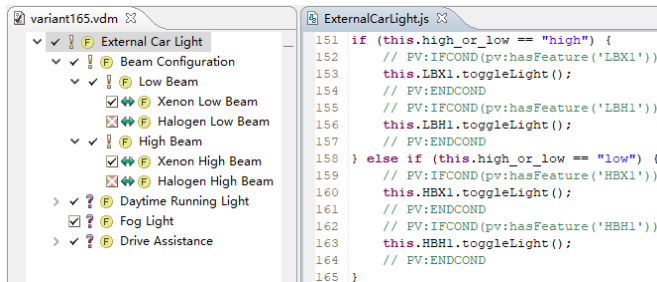 variant165.vdm
External Car Light
Beam Configuration
Low Beam
Xenon Low Beam
Halogen Low Beam
High Beam
Xenon High Beam
Halogen High Beam
Daytime Running Light
Fog Light
Drive Assistance
ExternalCarLight.js
151 if (this.high_or_low == "high") {
152 // PV:IFCOND(pv:hasFeature('LBX1'))
153 this.LBX1.toggleLight();
154 // PV:ENDCOND
155 // PV:IFCOND(pv:hasFeature('LBH1'))
156 this.LBH1.toggleLight();
157 // PV:ENDCOND
158 } else if (this.high_or_low == "low") {
159 // PV:IFCOND(pv:hasFeature('HBX1'))
160 this.HBX1.toggleLight();
161 // PV:ENDCOND
162 // PV:IFCOND(pv:hasFeature('HBH1'))
163 this.HBH1.toggleLight();
164 // PV:ENDCOND
165 }